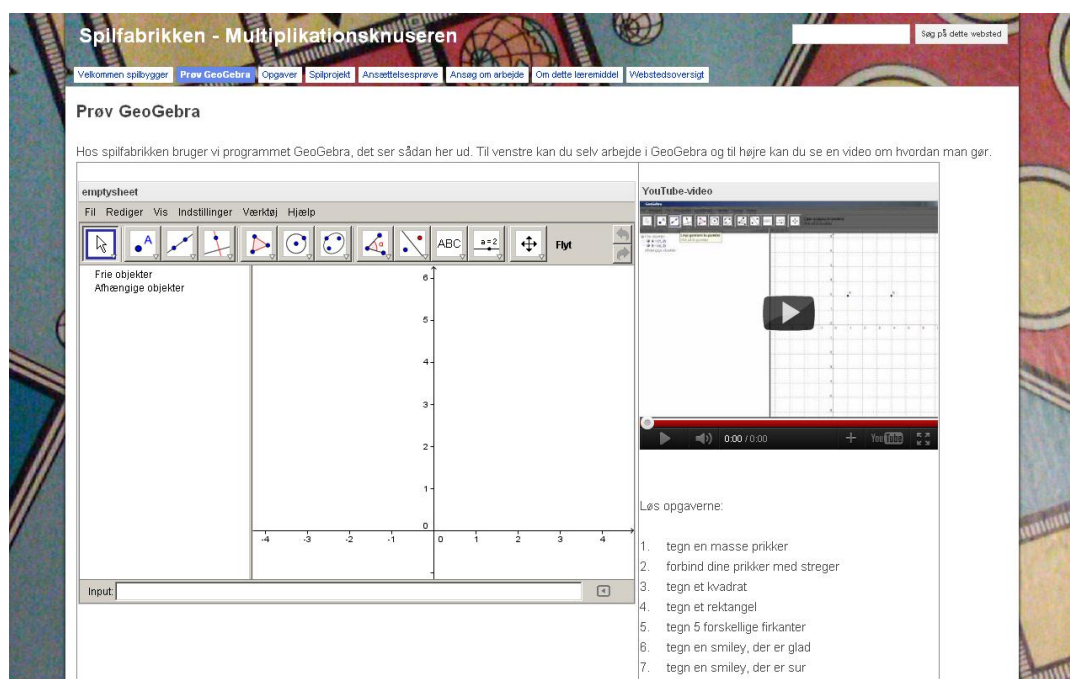 Spilfabrikken - Multiplikationsknuseren
Søg på dette websted
Velkommen spilbygger Prøv GeoGebra Opgaver Spilprojekt Ansættelsesprøve Ansøg om arbejde Om dette læremiddel Webstedsoversigt
Prøv GeoGebra
Hos spilfabrikken bruger vi programmet GeoGebra, det ser sådan her ud. Til venstre kan du selv arbejde i GeoGebra og til højre kan du se en video om hvordan man gør.
emptysheet
Fil Rediger Vis Indstillinger Værktøj Hjælp
A α ABC a=2 Flyt
Frie objekter
Afhængige objekter
6
5
4
3
2
1
0
-4 -3 -2 -1 0 1 2 3 4
Input:
YouTube-video
0:00 / 0:00 YouTube
Løs opgaverne:
1. tegn en masse prikker
2. forbind dine prikker med streger
3. tegn et kvadrat
4. tegn et rektangel
5. tegn 5 forskellige firkanter
6. tegn en smiley, der er glad
7. tegn en smiley, der er sur